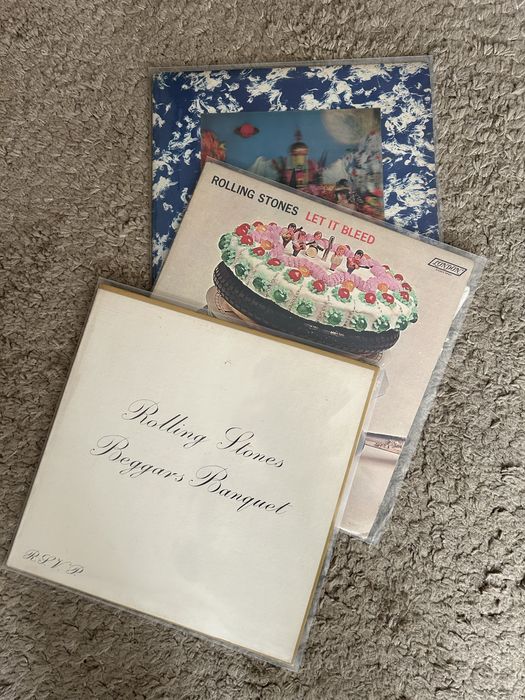 ROLLING STONES LET IT BLEED
LONDON
Rolling Stones
Beggars Banquet
R.S.V.P.